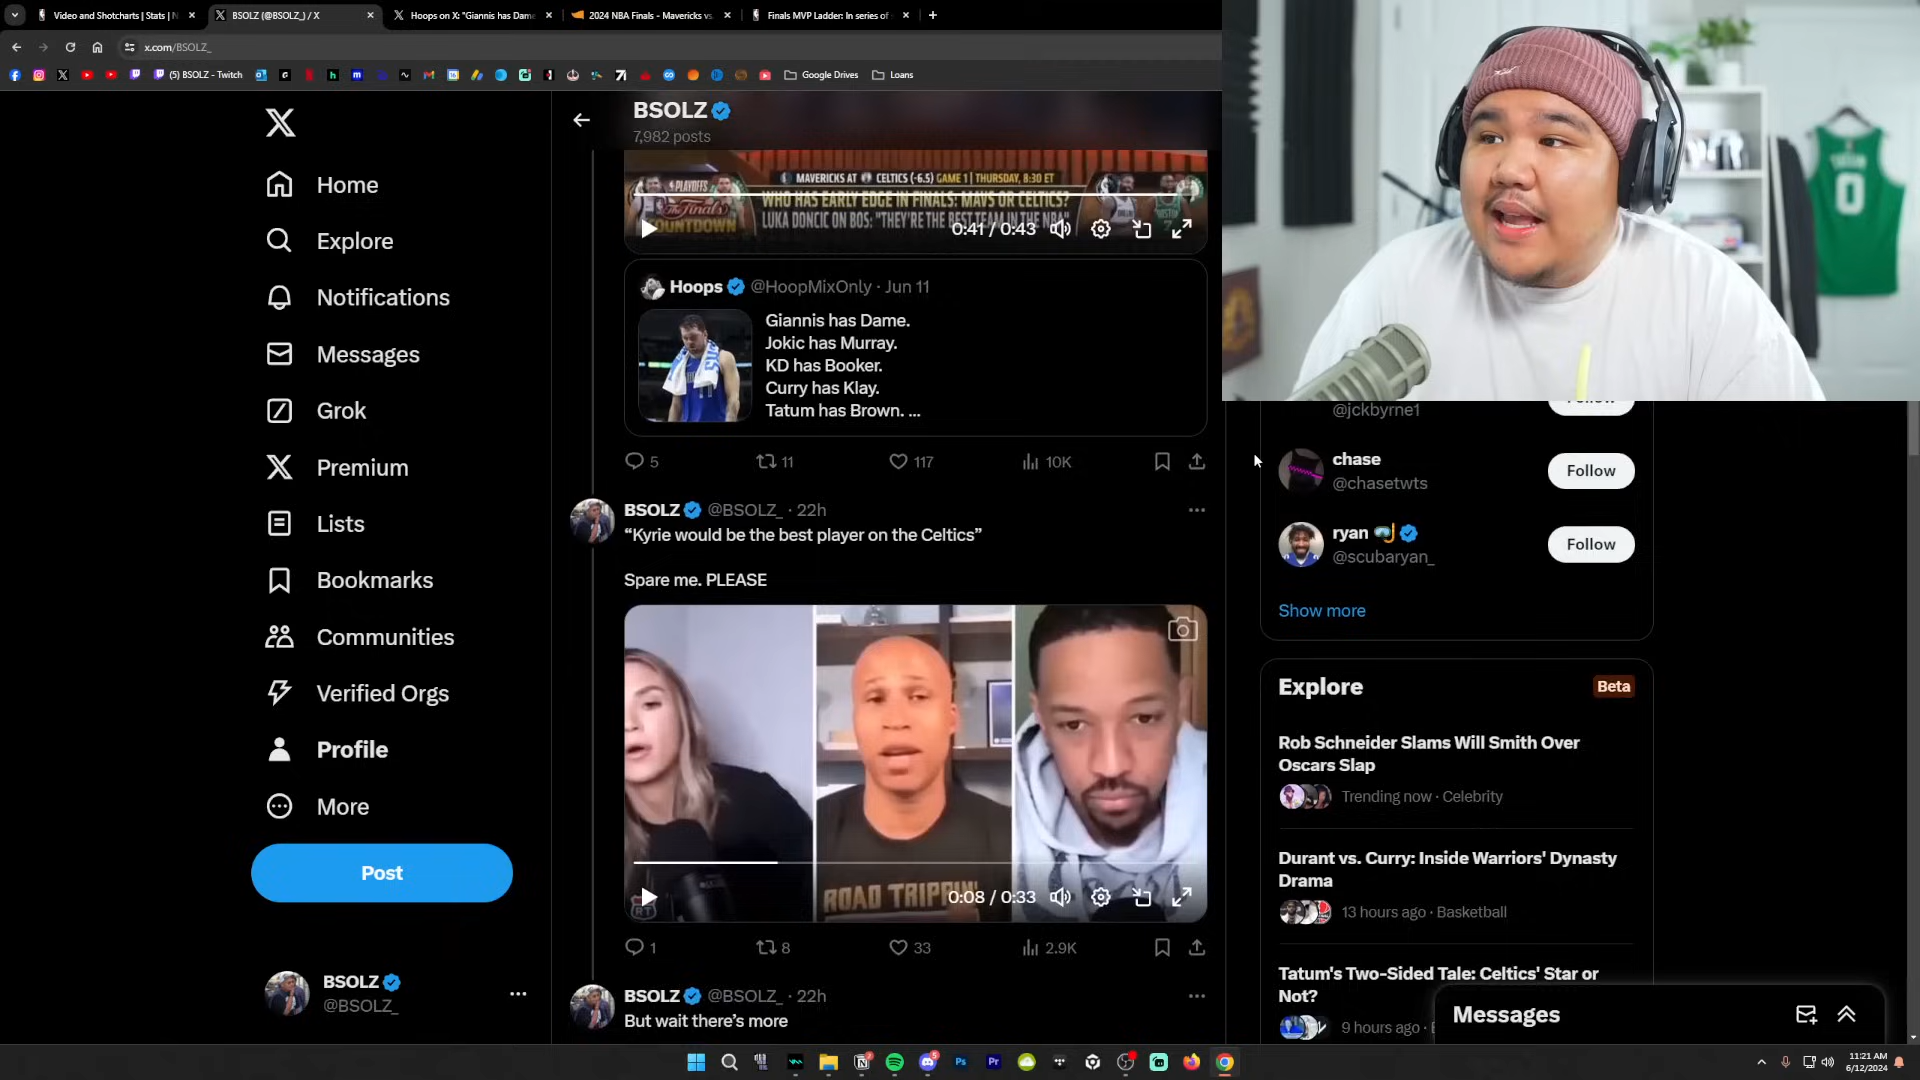 Video and Shotcharts | Stats | N
BSOLZ (@BSOLZ_) / X
Hoops on X: "Giannis has Dame
2024 NBA Finals - Mavericks vs
Finals MVP Ladder: In series of
x.com/BSOLZ_
(5) BSOLZ - Twitch
Google Drives
Loans
Home
Explore
Notifications
Messages
Grok
Premium
Lists
Bookmarks
Communities
Verified Orgs
Profile
More
Post
BSOLZ
@BSOLZ_
BSOLZ
7,982 posts
PLAYOFFS
The Finals
COUNTDOWN
MAVERICKS AT CELTICS (-6.5) GAME 1 | THURSDAY, 8:30 ET
WHO HAS EARLY EDGE IN FINALS: MAVS OR CELTICS?
LUKA DONCIC ON BOS: "THEY'RE THE BEST TEAM IN THE NBA"
0:41 / 0:43
Hoops @HoopMixOnly · Jun 11
Giannis has Dame.
Jokic has Murray.
KD has Booker.
Curry has Klay.
Tatum has Brown. ...
5 11 117 10K
BSOLZ @BSOLZ_ · 22h
“Kyrie would be the best player on the Celtics”
Spare me. PLEASE
ROAD TRIPPIN'
RT
0:08 / 0:33
1 8 33 2.9K
BSOLZ @BSOLZ_ · 22h
But wait there’s more
TATUM
0
@jckbyrne1
chase
@chasetwts
Follow
ryan
@scubaryan_
Follow
Show more
Explore
Beta
Rob Schneider Slams Will Smith Over
Oscars Slap
Trending now · Celebrity
Durant vs. Curry: Inside Warriors' Dynasty
Drama
13 hours ago · Basketball
Tatum's Two-Sided Tale: Celtics' Star or
Not?
9 hours ago ·
Messages
11:21 AM
6/12/2024